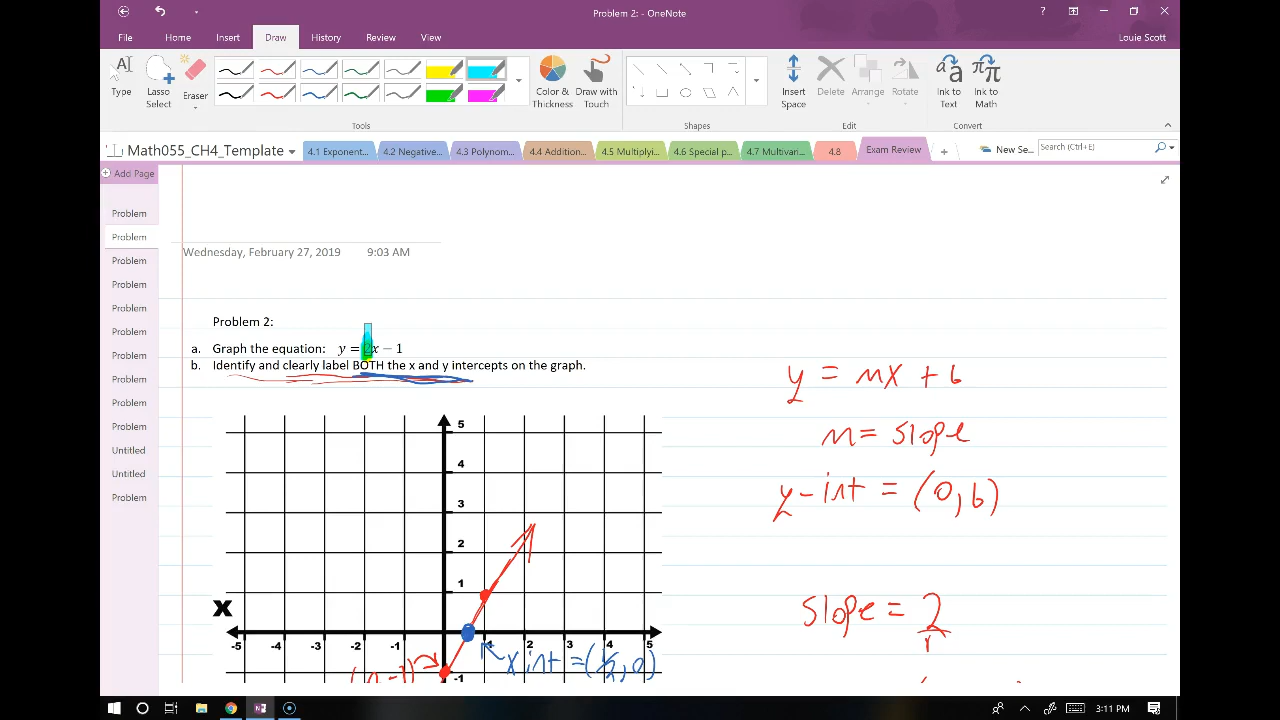 Problem 2: - OneNote
?
File Home Insert Draw History Review View Louie Scott
Type
Lasso Select
Eraser
Color & Thickness
Draw with Touch
Insert Space
Delete
Arrange
Rotate
Ink to Text
Ink to Math
Tools Shapes Edit Convert
Math055_CH4_Template
4.1 Exponent...
4.2 Negative...
4.3 Polynom...
4.4 Addition...
4.5 Multiplyi...
4.6 Special p...
4.7 Multivan...
4.8
Exam Review
New Se...
Search (Ctrl+E)
Add Page
Problem
Problem
Problem
Problem
Problem
Problem
Problem
Problem
Problem
Problem
Untitled
Untitled
Problem
Wednesday, February 27, 2019 9:03 AM
Problem 2:
a. Graph the equation: y = 2x − 1
b. Identify and clearly label BOTH the x and y intercepts on the graph.
y = mx + b
m = slope
y-int = (0, b)
slope = 2/1
5
4
3
2
1
X
-5 -3 -2 -1 1 2 3 4 5
-1
x int = (1/2, 0)
3:11 PM